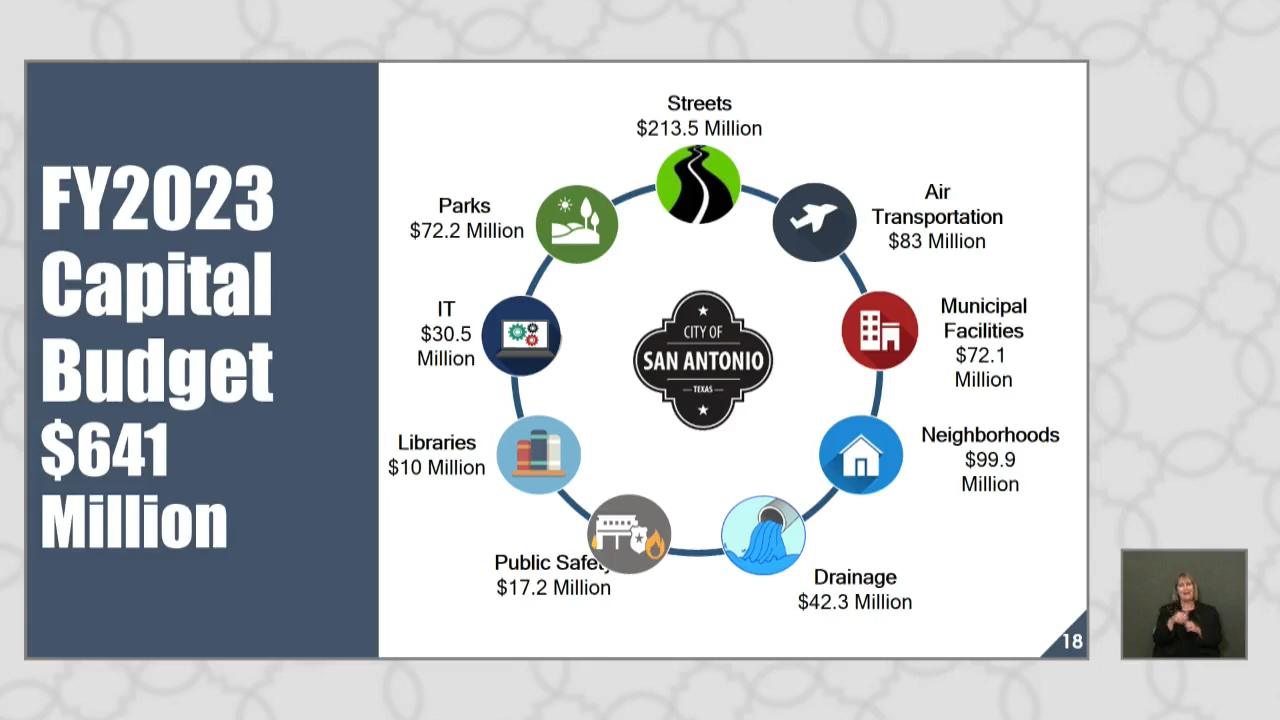 FY2023
Capital
Budget
$641
Million
Streets
$213.5 Million
Air
Transportation
$83 Million
Municipal
Facilities
$72.1
Million
Neighborhoods
$99.9
Million
Drainage
$42.3 Million
Public Safety
$17.2 Million
Libraries
$10 Million
IT
$30.5
Million
Parks
$72.2 Million
CITY OF
SAN ANTONIO
TEXAS
18